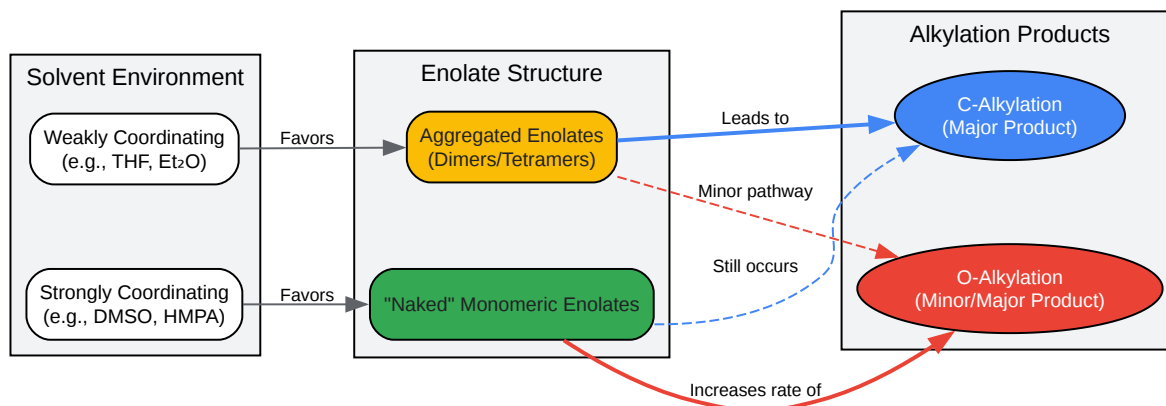 Solvent Environment
Weakly Coordinating
(e.g., THF, Et₂O)
Strongly Coordinating
(e.g., DMSO, HMPA)
Favors
Favors
Enolate Structure
Aggregated Enolates
(Dimers/Tetramers)
"Naked" Monomeric Enolates
Leads to
Minor pathway
Still occurs
Increases rate of
Alkylation Products
C-Alkylation
(Major Product)
O-Alkylation
(Minor/Major Product)